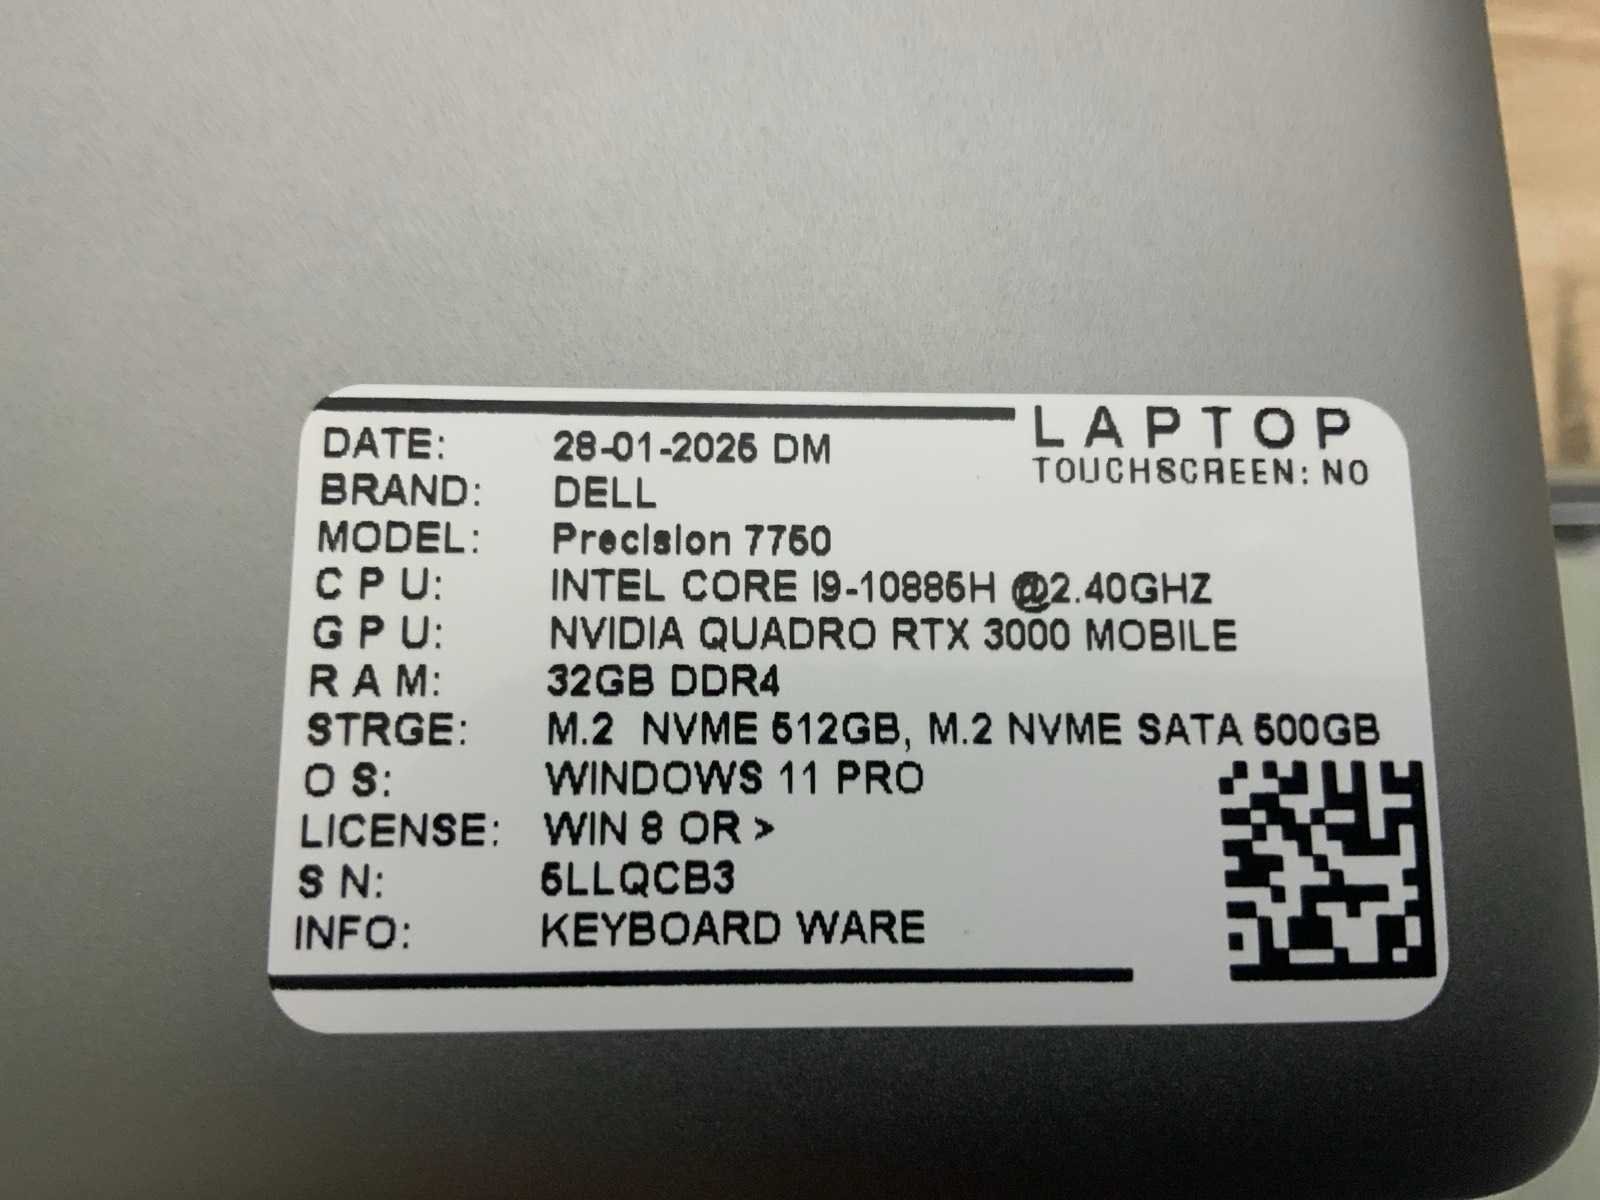 LAPTOP
TOUCHSCREEN: NO
DATE: 28-01-2025 DM
BRAND: DELL
MODEL: Precision 7750
C P U: INTEL CORE I9-10885H @2.40GHZ
G P U: NVIDIA QUADRO RTX 3000 MOBILE
R A M: 32GB DDR4
STRGE: M.2 NVME 512GB, M.2 NVME SATA 500GB
O S: WINDOWS 11 PRO
LICENSE: WIN 8 OR >
S N: 5LLQCB3
INFO: KEYBOARD WARE